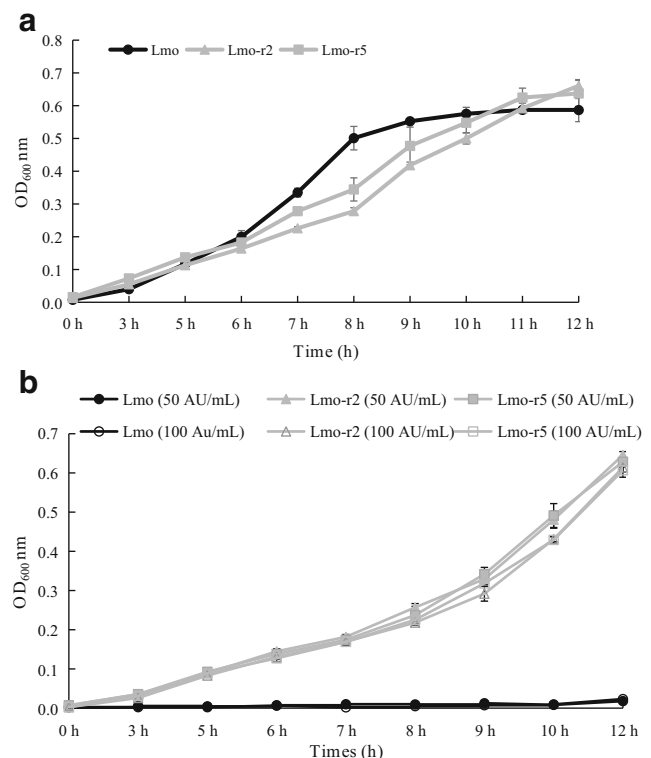 a
Lmo Lmo-r2 Lmo-r5
0.8
0.7
0.6
0.5
0.4
0.3
0.2
0.1
0.0
OD600 nm
0 h 3 h 5 h 6 h 7 h 8 h 9 h 10 h 11 h 12 h
Time (h)
b
Lmo (50 AU/mL) Lmo-r2 (50 AU/mL) Lmo-r5 (50 AU/mL)
Lmo (100 Au/mL) Lmo-r2 (100 AU/mL) Lmo-r5 (100 AU/mL)
0.7
0.6
0.5
0.4
0.3
0.2
0.1
0.0
OD600 nm
0 h 3 h 5 h 6 h 7 h 8 h 9 h 10 h 12 h
Times (h)